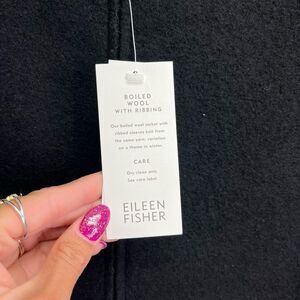 BOILED
WOOL
WITH RIBBING
Our boiled wool jacket with
ribbed sleeves knit from
the same yarn: variation
on a theme in winter.
CARE
Dry clean only.
See care label.
EILEEN
FISHER